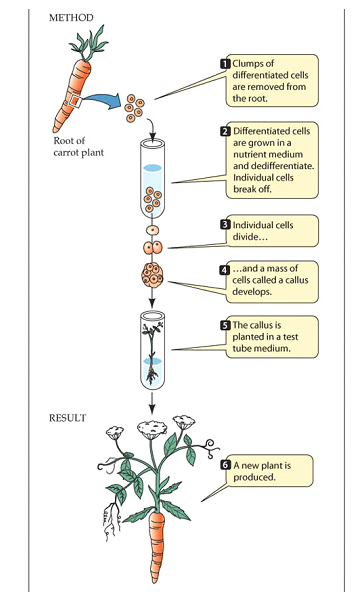 METHOD
1 Clumps of
differentiated cells
are removed from
the root.
Root of
carrot plant
2 Differentiated cells
are grown in a
nutrient medium
and dedifferentiate.
Individual cells
break off.
3 Individual cells
divide…
4 …and a mass of
cells called a callus
develops.
5 The callus is
planted in a test
tube medium.
RESULT
6 A new plant is
produced.